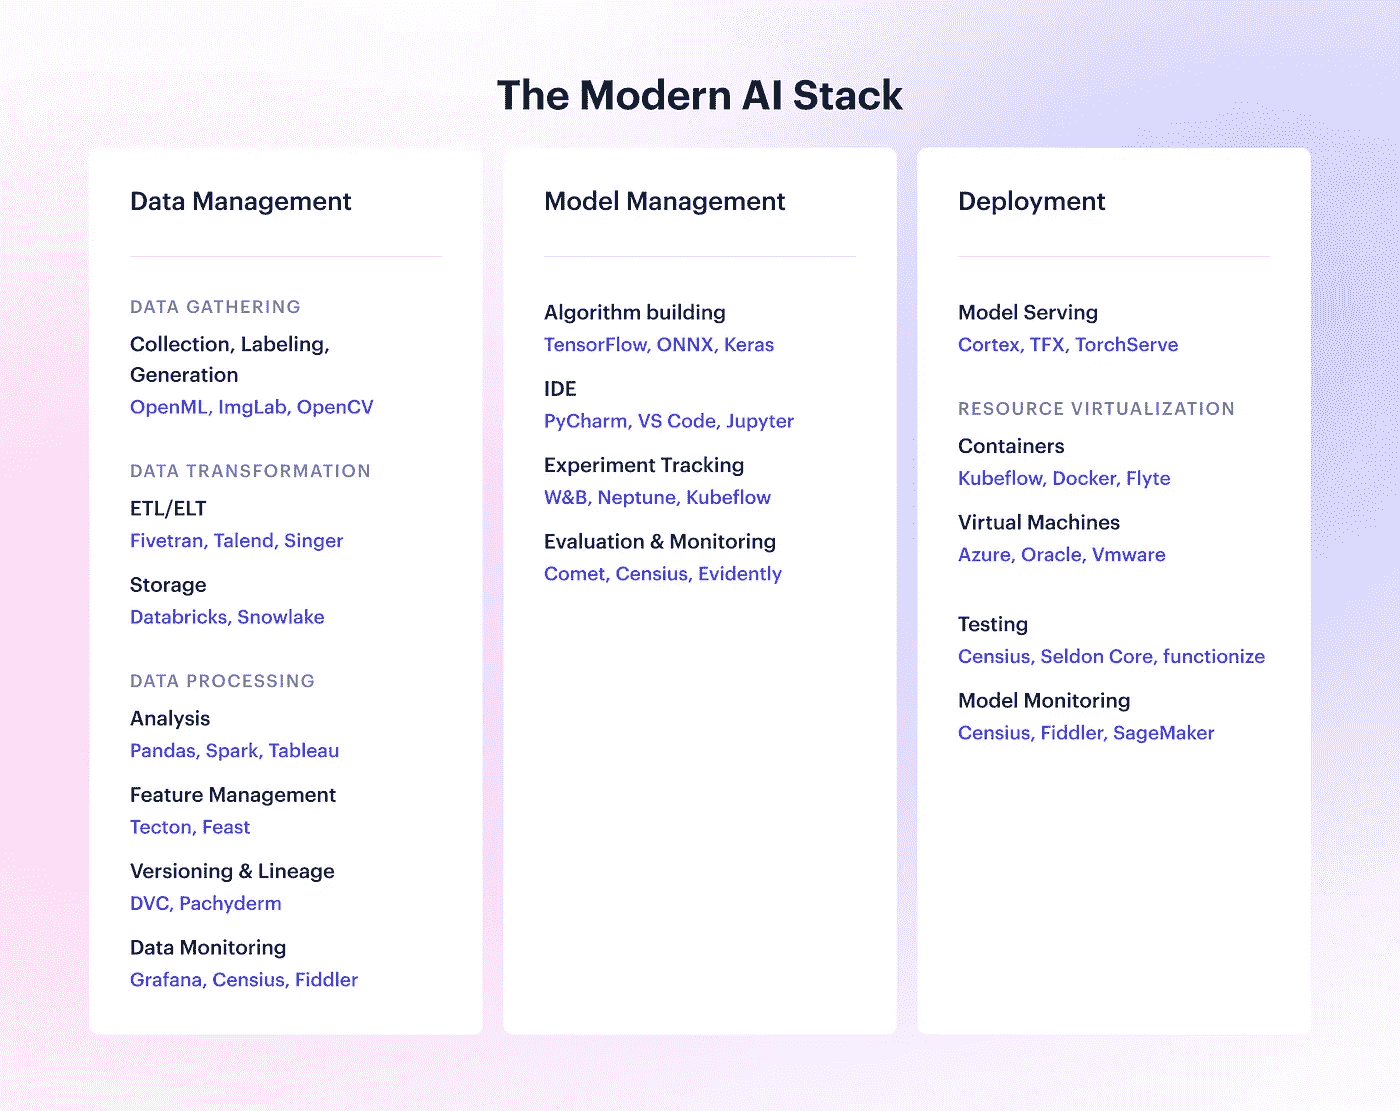 The Modern AI Stack
Data Management
DATA GATHERING
Collection, Labeling,
Generation
OpenML, ImgLab, OpenCV
DATA TRANSFORMATION
ETL/ELT
Fivetran, Talend, Singer
Storage
Databricks, Snowlake
DATA PROCESSING
Analysis
Pandas, Spark, Tableau
Feature Management
Tecton, Feast
Versioning & Lineage
DVC, Pachyderm
Data Monitoring
Grafana, Censius, Fiddler
Model Management
Algorithm building
TensorFlow, ONNX, Keras
IDE
PyCharm, VS Code, Jupyter
Experiment Tracking
W&B, Neptune, Kubeflow
Evaluation & Monitoring
Comet, Censius, Evidently
Deployment
Model Serving
Cortex, TFX, TorchServe
RESOURCE VIRTUALIZATION
Containers
Kubeflow, Docker, Flyte
Virtual Machines
Azure, Oracle, Vmware
Testing
Censius, Seldon Core, functionize
Model Monitoring
Censius, Fiddler, SageMaker